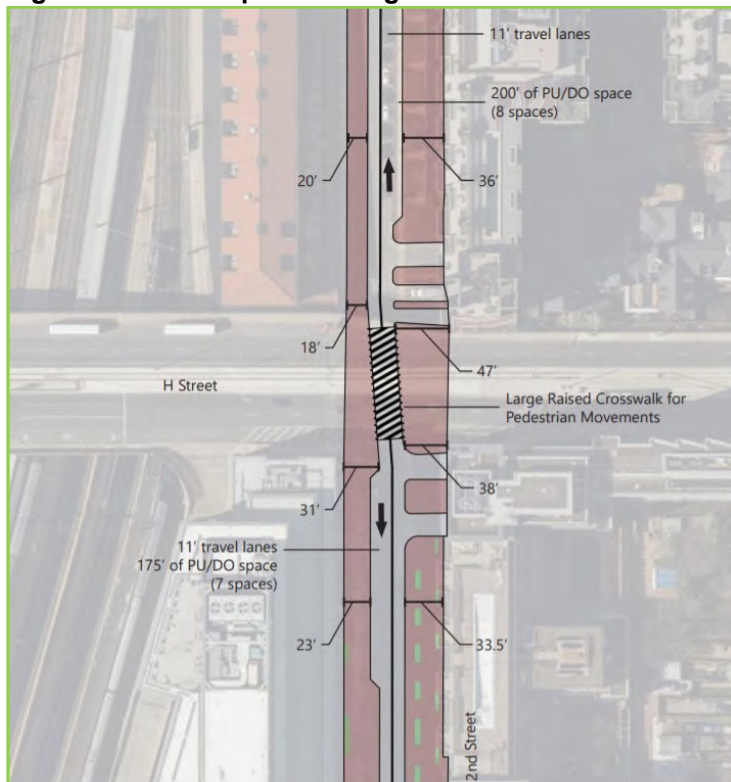 11' travel lanes
200' of PU/DO space
(8 spaces)
20'
36'
18'
47'
H Street
Large Raised Crosswalk for
Pedestrian Movements
38'
31'
11' travel lanes
175' of PU/DO space
(7 spaces)
23'
33.5'
2nd Street